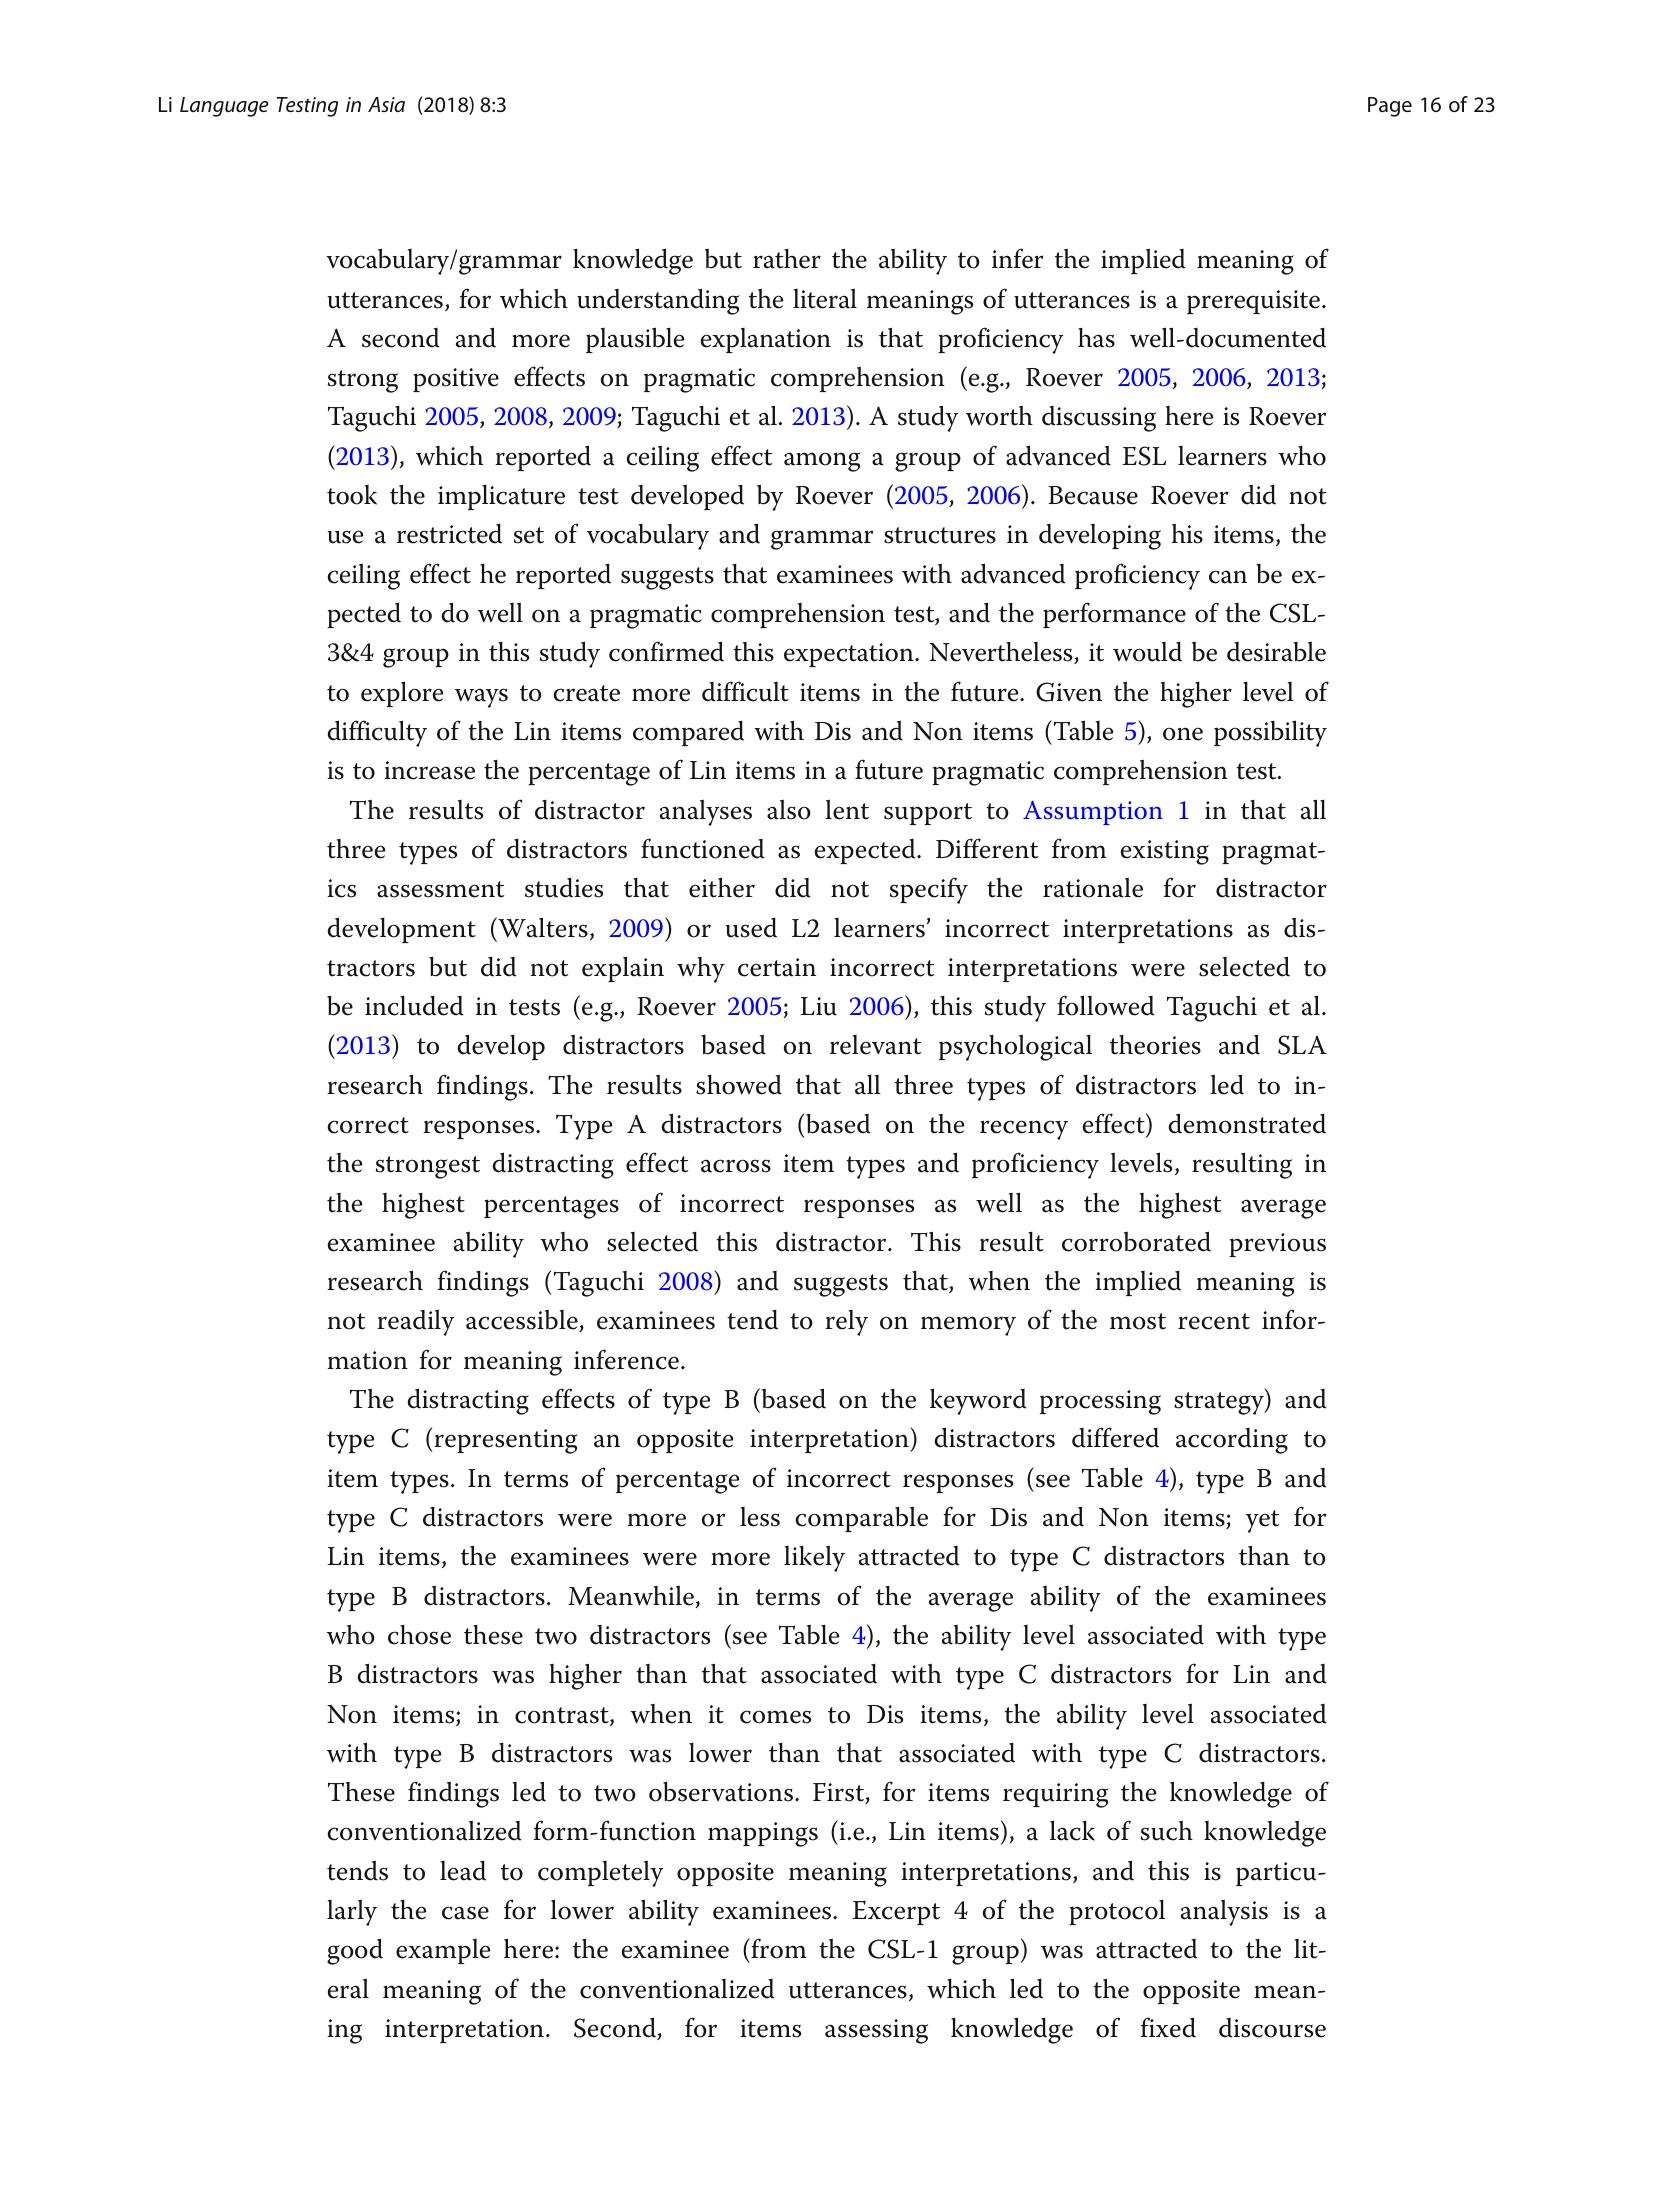 Li Language Testing in Asia (2018) 8:3
Page 16 of 23
vocabulary/grammar knowledge but rather the ability to infer the implied meaning of
utterances, for which understanding the literal meanings of utterances is a prerequisite.
A second and more plausible explanation is that proficiency has well-documented
strong positive effects on pragmatic comprehension (e.g., Roever 2005, 2006, 2013;
Taguchi 2005, 2008, 2009; Taguchi et al. 2013). A study worth discussing here is Roever
(2013), which reported a ceiling effect among a group of advanced ESL learners who
took the implicature test developed by Roever (2005, 2006). Because Roever did not
use a restricted set of vocabulary and grammar structures in developing his items, the
ceiling effect he reported suggests that examinees with advanced proficiency can be ex-
pected to do well on a pragmatic comprehension test, and the performance of the CSL-
3&4 group in this study confirmed this expectation. Nevertheless, it would be desirable
to explore ways to create more difficult items in the future. Given the higher level of
difficulty of the Lin items compared with Dis and Non items (Table 5), one possibility
is to increase the percentage of Lin items in a future pragmatic comprehension test.
The results of distractor analyses also lent support to Assumption 1 in that all
three types of distractors functioned as expected. Different from existing pragmat-
ics assessment studies that either did not specify the rationale for distractor
development (Walters, 2009) or used L2 learners’ incorrect interpretations as dis-
tractors but did not explain why certain incorrect interpretations were selected to
be included in tests (e.g., Roever 2005; Liu 2006), this study followed Taguchi et al.
(2013) to develop distractors based on relevant psychological theories and SLA
research findings. The results showed that all three types of distractors led to in-
correct responses. Type A distractors (based on the recency effect) demonstrated
the strongest distracting effect across item types and proficiency levels, resulting in
the highest percentages of incorrect responses as well as the highest average
examinee ability who selected this distractor. This result corroborated previous
research findings (Taguchi 2008) and suggests that, when the implied meaning is
not readily accessible, examinees tend to rely on memory of the most recent infor-
mation for meaning inference.
The distracting effects of type B (based on the keyword processing strategy) and
type C (representing an opposite interpretation) distractors differed according to
item types. In terms of percentage of incorrect responses (see Table 4), type B and
type C distractors were more or less comparable for Dis and Non items; yet for
Lin items, the examinees were more likely attracted to type C distractors than to
type B distractors. Meanwhile, in terms of the average ability of the examinees
who chose these two distractors (see Table 4), the ability level associated with type
B distractors was higher than that associated with type C distractors for Lin and
Non items; in contrast, when it comes to Dis items, the ability level associated
with type B distractors was lower than that associated with type C distractors.
These findings led to two observations. First, for items requiring the knowledge of
conventionalized form-function mappings (i.e., Lin items), a lack of such knowledge
tends to lead to completely opposite meaning interpretations, and this is particu-
larly the case for lower ability examinees. Excerpt 4 of the protocol analysis is a
good example here: the examinee (from the CSL-1 group) was attracted to the lit-
eral meaning of the conventionalized utterances, which led to the opposite mean-
ing interpretation. Second, for items assessing knowledge of fixed discourse